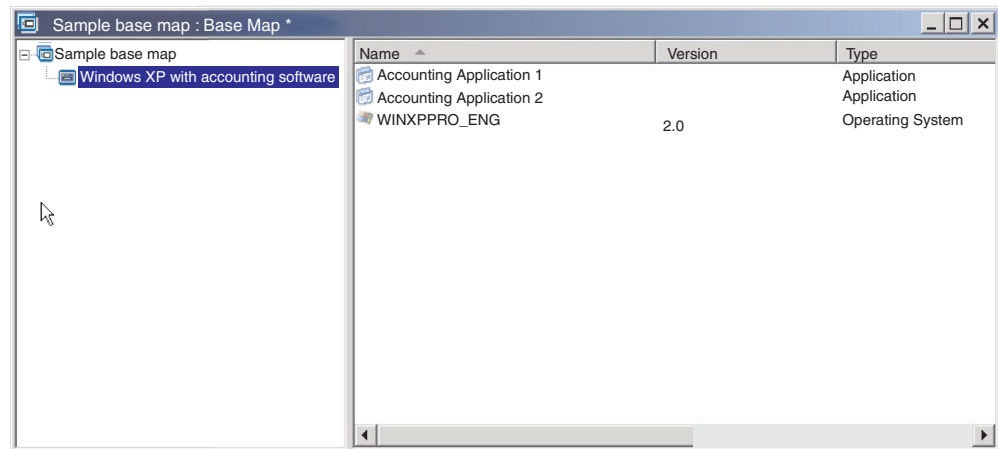 Sample base map : Base Map *
Sample base map
Windows XP with accounting software
Name Version Type
Accounting Application 1 Application
Accounting Application 2 Application
WINXPPRO_ENG 2.0 Operating System